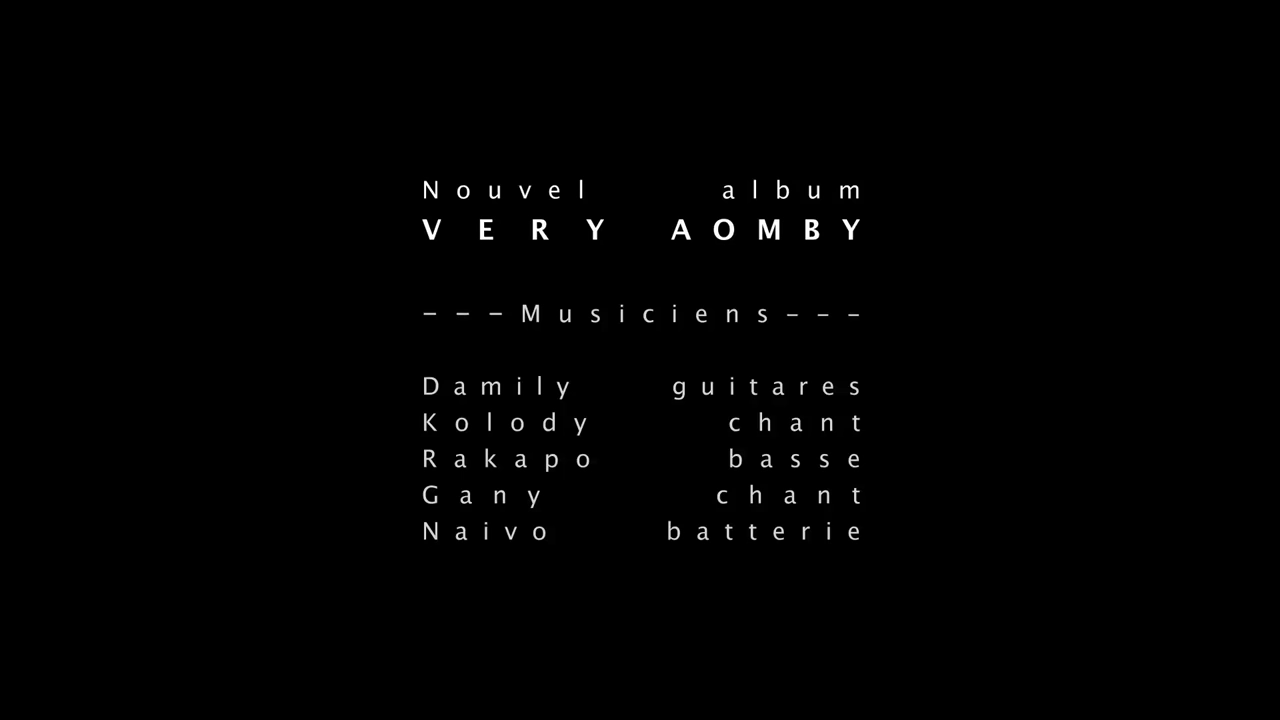 Nouvel album
VERY AOMBY
---Musiciens---
Damily guitares
Kolody chant
Rakapo basse
Gany chant
Naivo batterie